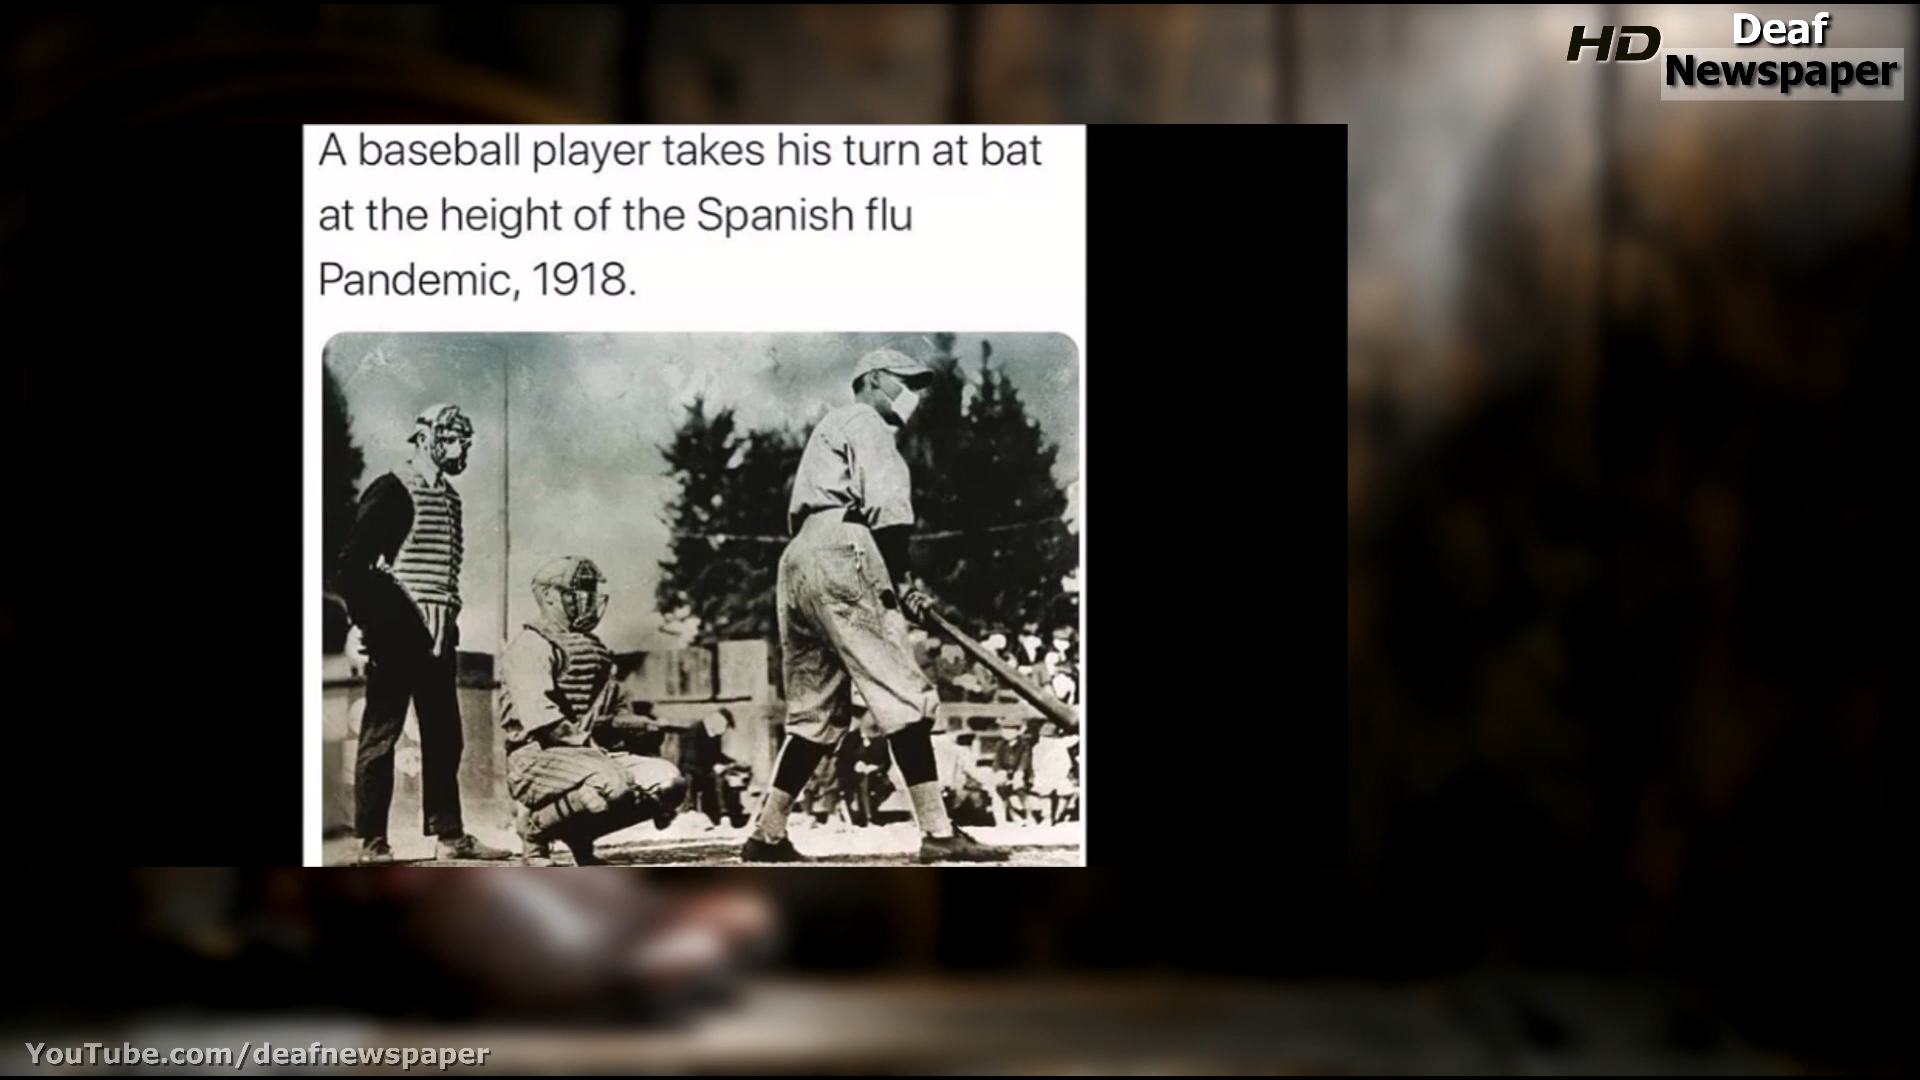 HD
Deaf
Newspaper
A baseball player takes his turn at bat
at the height of the Spanish flu
Pandemic, 1918.
YouTube.com/deafnewspaper